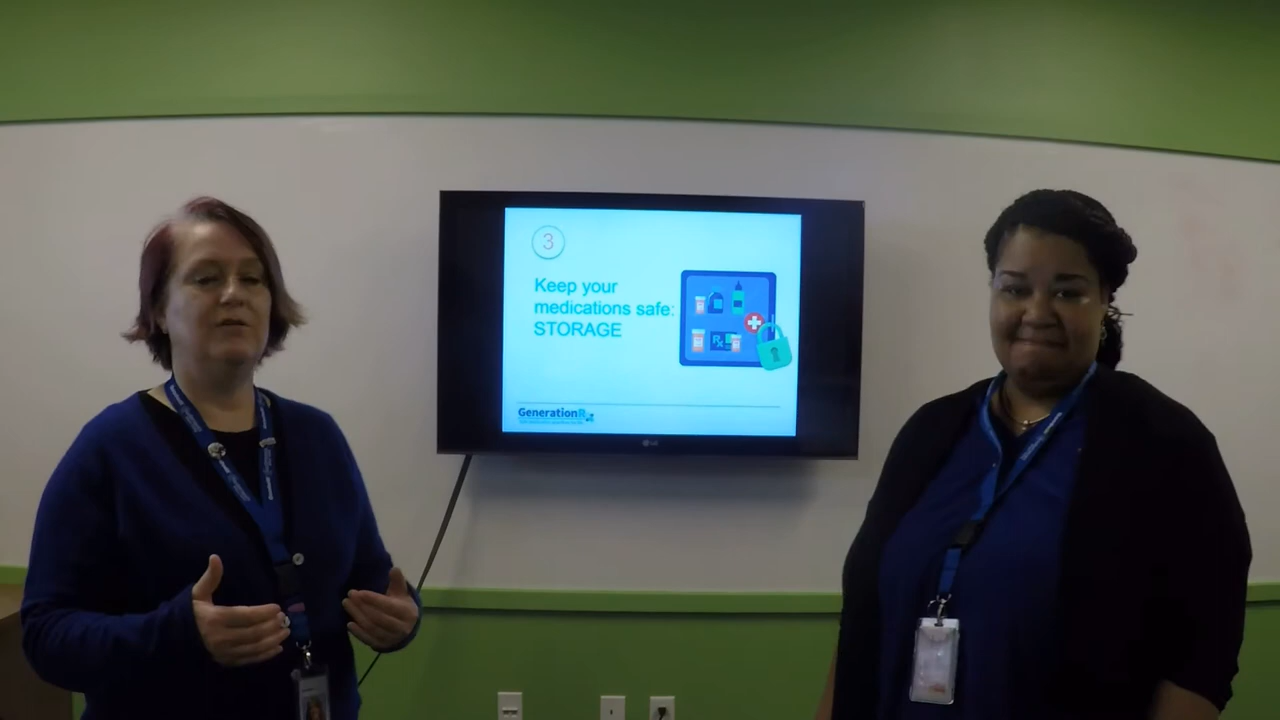 3
Keep your
medications safe:
STORAGE
Rx
GenerationRx
LG